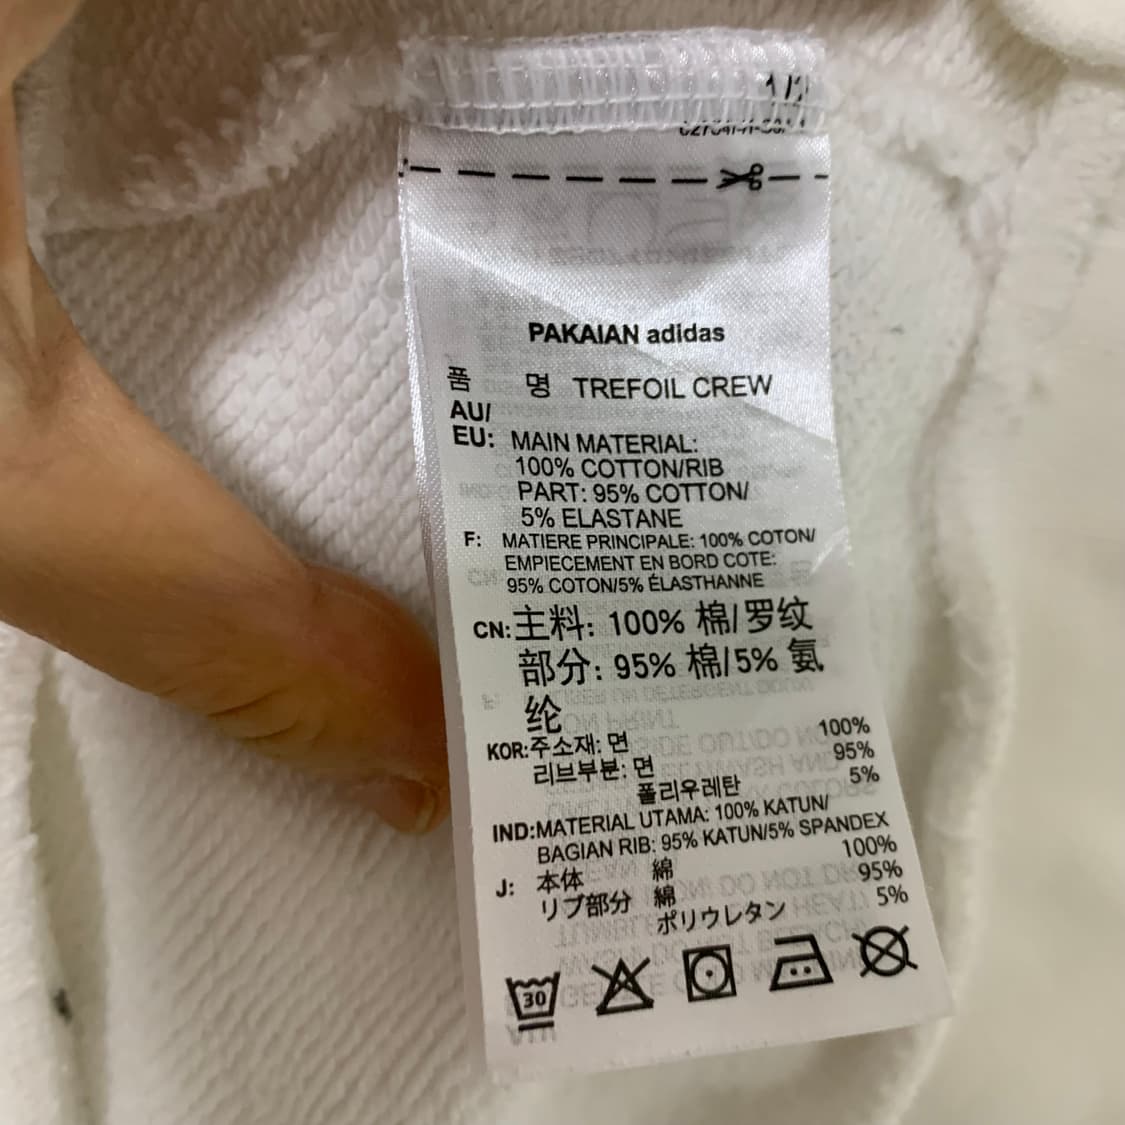 PAKAIAN adidas
품 명 TREFOIL CREW
AU/
EU: MAIN MATERIAL:
100% COTTON/RIB
PART: 95% COTTON/
5% ELASTANE
F: MATIERE PRINCIPALE: 100% COTON/
EMPIECEMENT EN BORD COTE:
95% COTON/5% ÉLASTHANNE
CN: 主料: 100% 棉/罗纹
部分: 95% 棉/5% 氨
纶
KOR: 주소재: 면 100%
리브부분: 면 95%
폴리우레탄 5%
IND: MATERIAL UTAMA: 100% KATUN/
BAGIAN RIB: 95% KATUN/5% SPANDEX
J: 本体 綿 100%
リブ部分 綿 95%
ポリウレタン 5%
30